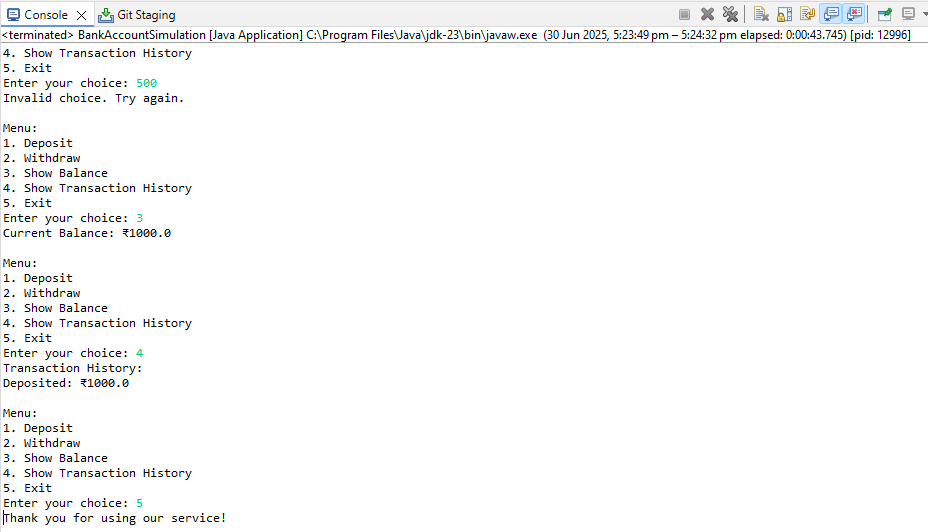 Console Git Staging
<terminated> BankAccountSimulation [Java Application] C:\Program Files\Java\jdk-23\bin\javaw.exe (30 Jun 2025, 5:23:49 pm – 5:24:32 pm elapsed: 0:00:43.745) [pid: 12996]
4. Show Transaction History
5. Exit
Enter your choice: 500
Invalid choice. Try again.

Menu:
1. Deposit
2. Withdraw
3. Show Balance
4. Show Transaction History
5. Exit
Enter your choice: 3
Current Balance: ₹1000.0

Menu:
1. Deposit
2. Withdraw
3. Show Balance
4. Show Transaction History
5. Exit
Enter your choice: 4
Transaction History:
Deposited: ₹1000.0

Menu:
1. Deposit
2. Withdraw
3. Show Balance
4. Show Transaction History
5. Exit
Enter your choice: 5
Thank you for using our service!